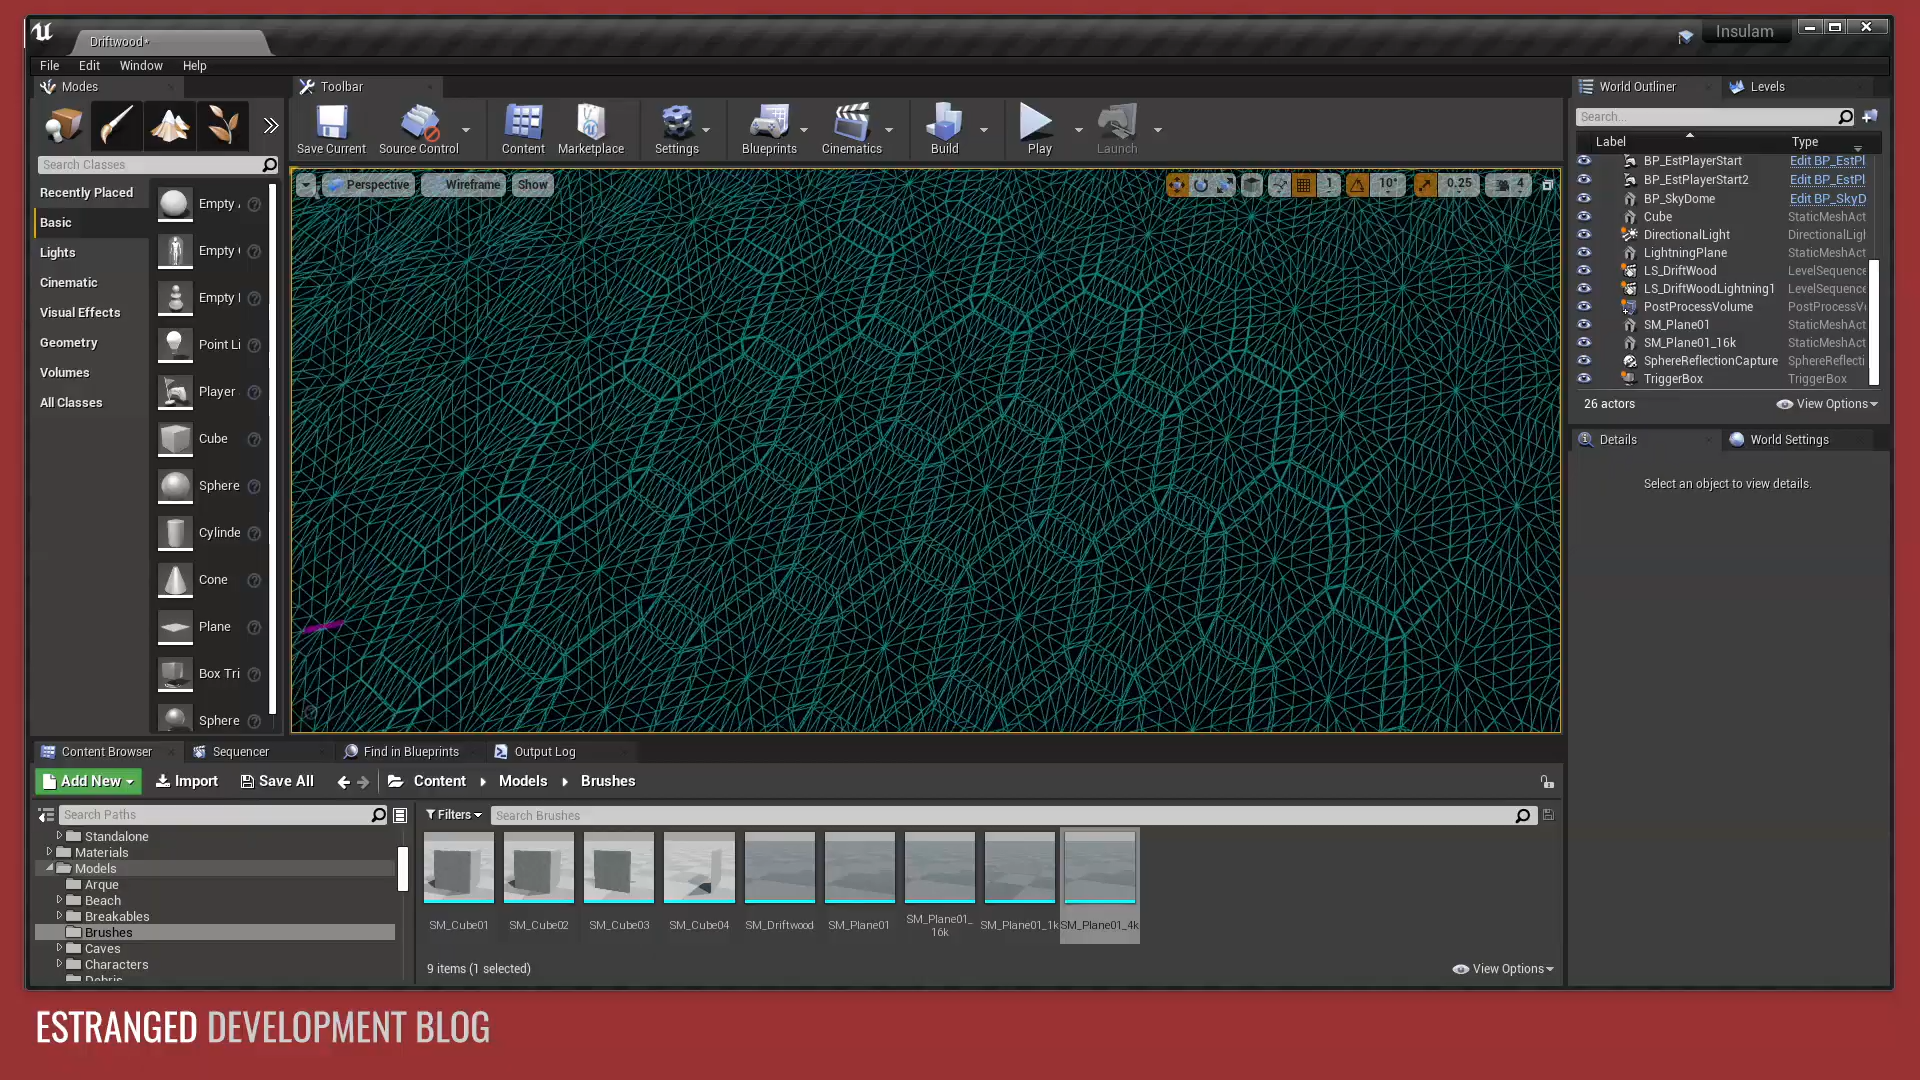 Driftwood*
Insulam
File Edit Window Help
Modes
Toolbar
World Outliner
Levels
Save Current
Source Control
Content
Marketplace
Settings
Blueprints
Cinematics
Build
Play
Launch
Search...
Label
Type
Search Classes
Recently Placed
Basic
Lights
Cinematic
Visual Effects
Geometry
Volumes
All Classes
Empty
Empty
Empty
Point Li
Player
Cube
Sphere
Cylinde
Cone
Plane
Box Tri
Sphere
Perspective
Wireframe
Show
1
10°
0.25
4
BP_EstPlayerStart Edit BP_EstPl
BP_EstPlayerStart2 Edit BP_EstPl
BP_SkyDome Edit BP_SkyD
Cube StaticMeshAct
DirectionalLight DirectionalLigh
LightningPlane StaticMeshAct
LS_DriftWood LevelSequence
LS_DriftWoodLightning1 LevelSequence
PostProcessVolume PostProcessV
SM_Plane01 StaticMeshAct
SM_Plane01_16k StaticMeshAct
SphereReflectionCapture SphereReflecti
TriggerBox TriggerBox
26 actors
View Options
Details
World Settings
Select an object to view details.
Content Browser
Sequencer
Find in Blueprints
Output Log
Add New
Import
Save All
Content
Models
Brushes
Search Paths
Filters
Search Brushes
Standalone
Materials
Models
Arque
Beach
Breakables
Brushes
Caves
Characters
Debris
SM_Cube01
SM_Cube02
SM_Cube03
SM_Cube04
SM_Driftwood
SM_Plane01
SM_Plane01_
16k
SM_Plane01_1k
SM_Plane01_4k
9 items (1 selected)
View Options
ESTRANGED DEVELOPMENT BLOG